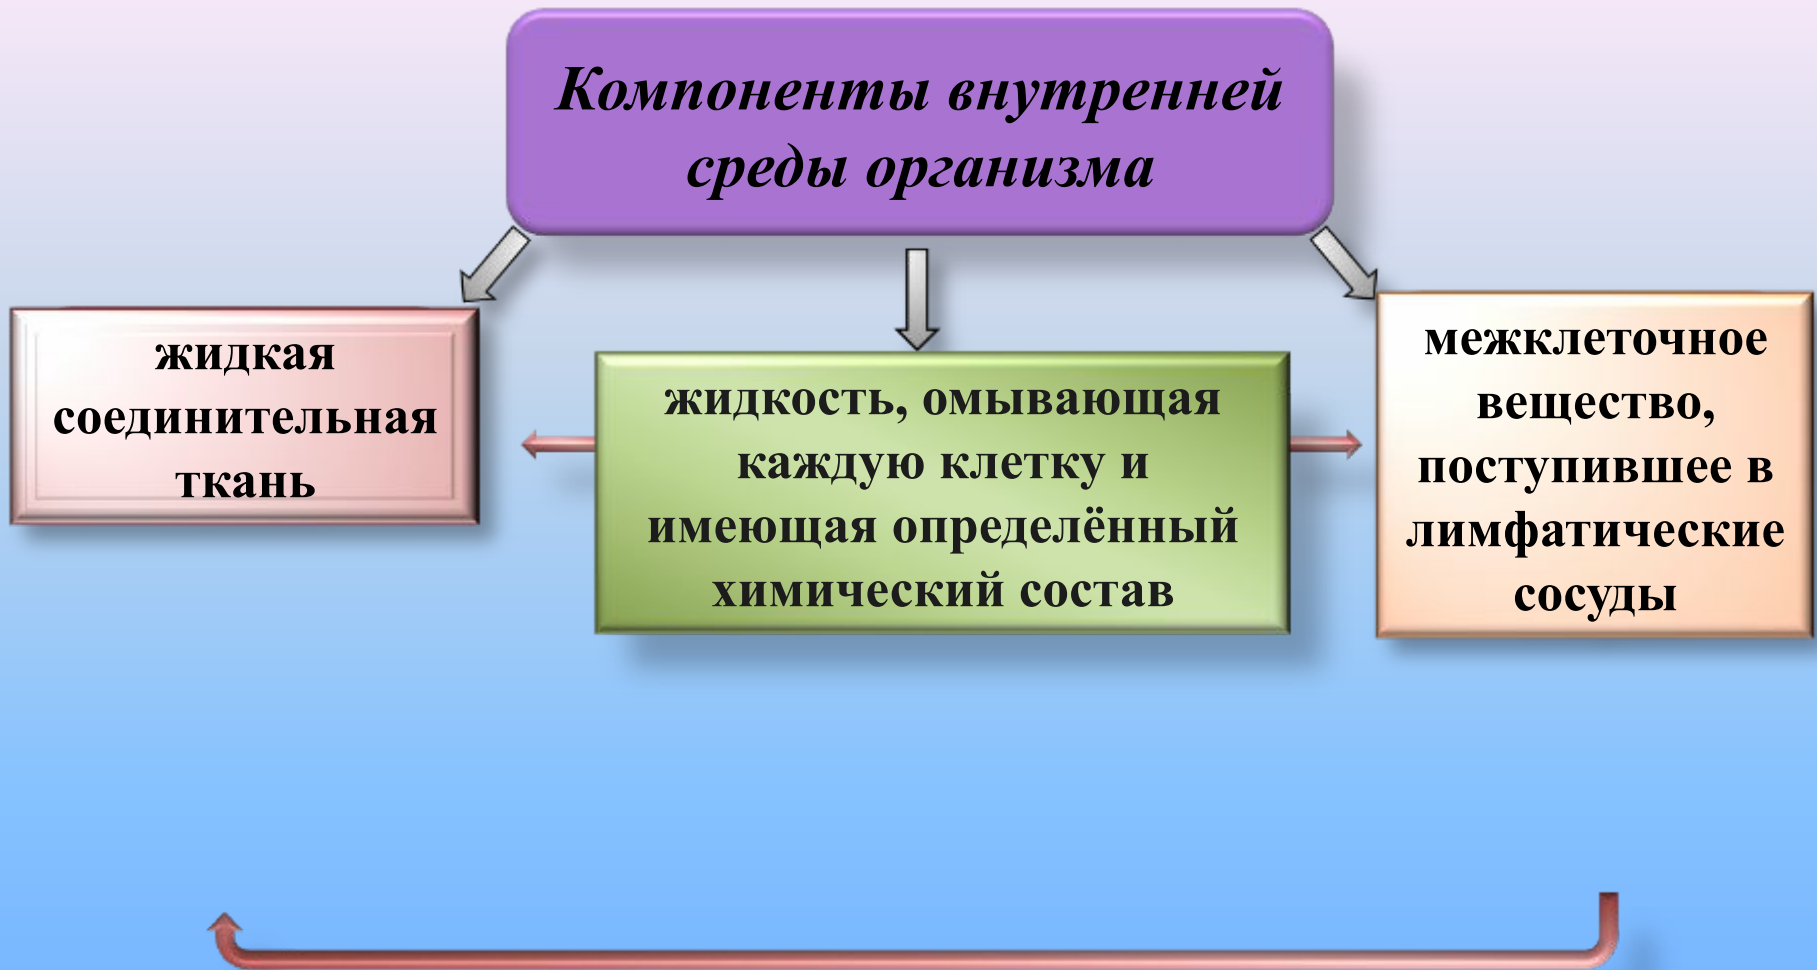 Компоненты внутренней
среды организма
жидкая
соединительная
ткань
жидкость, омывающая
каждую клетку и
имеющая определённый
химический состав
межклеточное
вещество,
поступившее в
лимфатические
сосуды